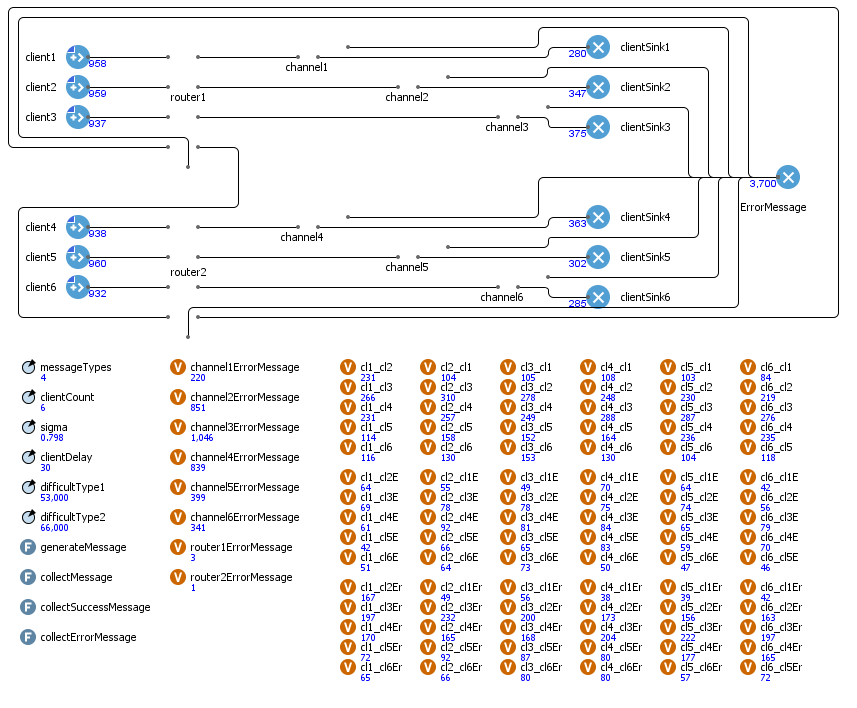 client1
958
channel1
280
clientSink1
client2
959
router1
channel2
347
clientSink2
client3
937
channel3
375
clientSink3
3,700
ErrorMessage
client4
938
channel4
363
clientSink4
client5
960
router2
channel5
302
clientSink5
client6
932
channel6
285
clientSink6
messageTypes
4
clientCount
6
sigma
0.798
clientDelay
30
difficultType1
53,000
difficultType2
66,000
generateMessage
collectMessage
collectSuccessMessage
collectErrorMessage
channel1ErrorMessage
220
channel2ErrorMessage
851
channel3ErrorMessage
1,046
channel4ErrorMessage
839
channel5ErrorMessage
399
channel6ErrorMessage
341
router1ErrorMessage
3
router2ErrorMessage
1
cl1_cl2 cl2_cl1 cl3_cl1 cl4_cl1 cl5_cl1 cl6_cl1
231 104 105 108 103 84
cl1_cl3 cl2_cl3 cl3_cl2 cl4_cl2 cl5_cl2 cl6_cl2
266 310 278 248 230 219
cl1_cl4 cl2_cl4 cl3_cl4 cl4_cl3 cl5_cl3 cl6_cl3
231 257 249 288 287 276
cl1_cl5 cl2_cl5 cl3_cl5 cl4_cl5 cl5_cl4 cl6_cl4
114 158 152 164 236 235
cl1_cl6 cl2_cl6 cl3_cl6 cl4_cl6 cl5_cl6 cl6_cl5
116 130 153 130 104 118
cl1_cl2E cl2_cl1E cl3_cl1E cl4_cl1E cl5_cl1E cl6_cl1E
64 55 49 70 64 42
cl1_cl3E cl2_cl3E cl3_cl2E cl4_cl2E cl5_cl2E cl6_cl2E
69 78 78 75 74 56
cl1_cl4E cl2_cl4E cl3_cl4E cl4_cl3E cl5_cl3E cl6_cl3E
61 92 81 84 65 79
cl1_cl5E cl2_cl5E cl3_cl5E cl4_cl5E cl5_cl4E cl6_cl4E
42 66 65 83 59 70
cl1_cl6E cl2_cl6E cl3_cl6E cl4_cl6E cl5_cl6E cl6_cl5E
51 64 73 50 47 46
cl1_cl2Er cl2_cl1Er cl3_cl1Er cl4_cl1Er cl5_cl1Er cl6_cl1Er
167 49 56 38 39 42
cl1_cl3Er cl2_cl3Er cl3_cl2Er cl4_cl2Er cl5_cl2Er cl6_cl2Er
197 232 200 173 156 163
cl1_cl4Er cl2_cl4Er cl3_cl4Er cl4_cl3Er cl5_cl3Er cl6_cl3Er
170 165 168 204 222 197
cl1_cl5Er cl2_cl5Er cl3_cl5Er cl4_cl5Er cl5_cl4Er cl6_cl4Er
72 92 87 80 177 165
cl1_cl6Er cl2_cl6Er cl3_cl6Er cl4_cl6Er cl5_cl6Er cl6_cl5Er
65 66 80 80 57 72